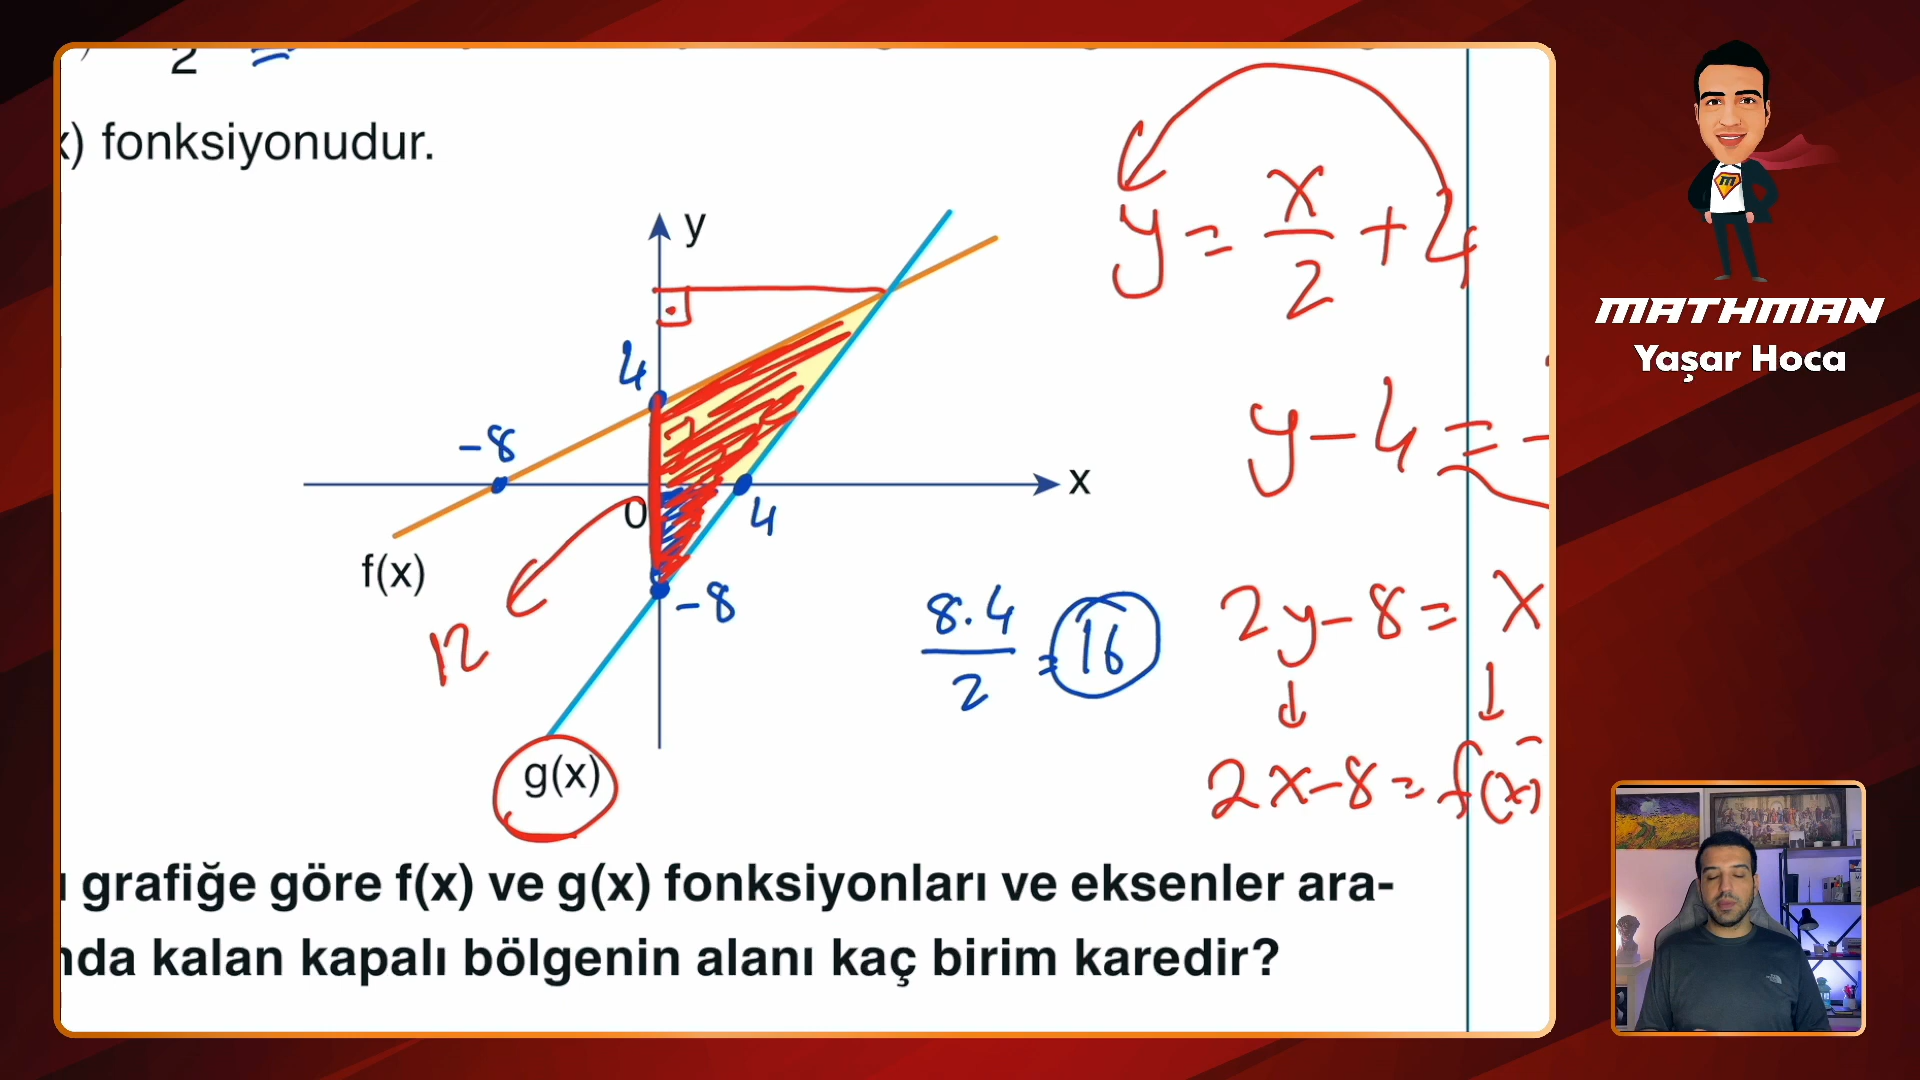 2
x) fonksiyonudur.
y = x/2 + 4
y
4
-8
y - 4 =
x
0
4
f(x)
-8
12
8.4/2 = 16
2y - 8 = x
g(x)
2x - 8 = f(x)
grafiğe göre f(x) ve g(x) fonksiyonları ve eksenler ara-
nda kalan kapalı bölgenin alanı kaç birim karedir?
m
MATHMAN
Yaşar Hoca